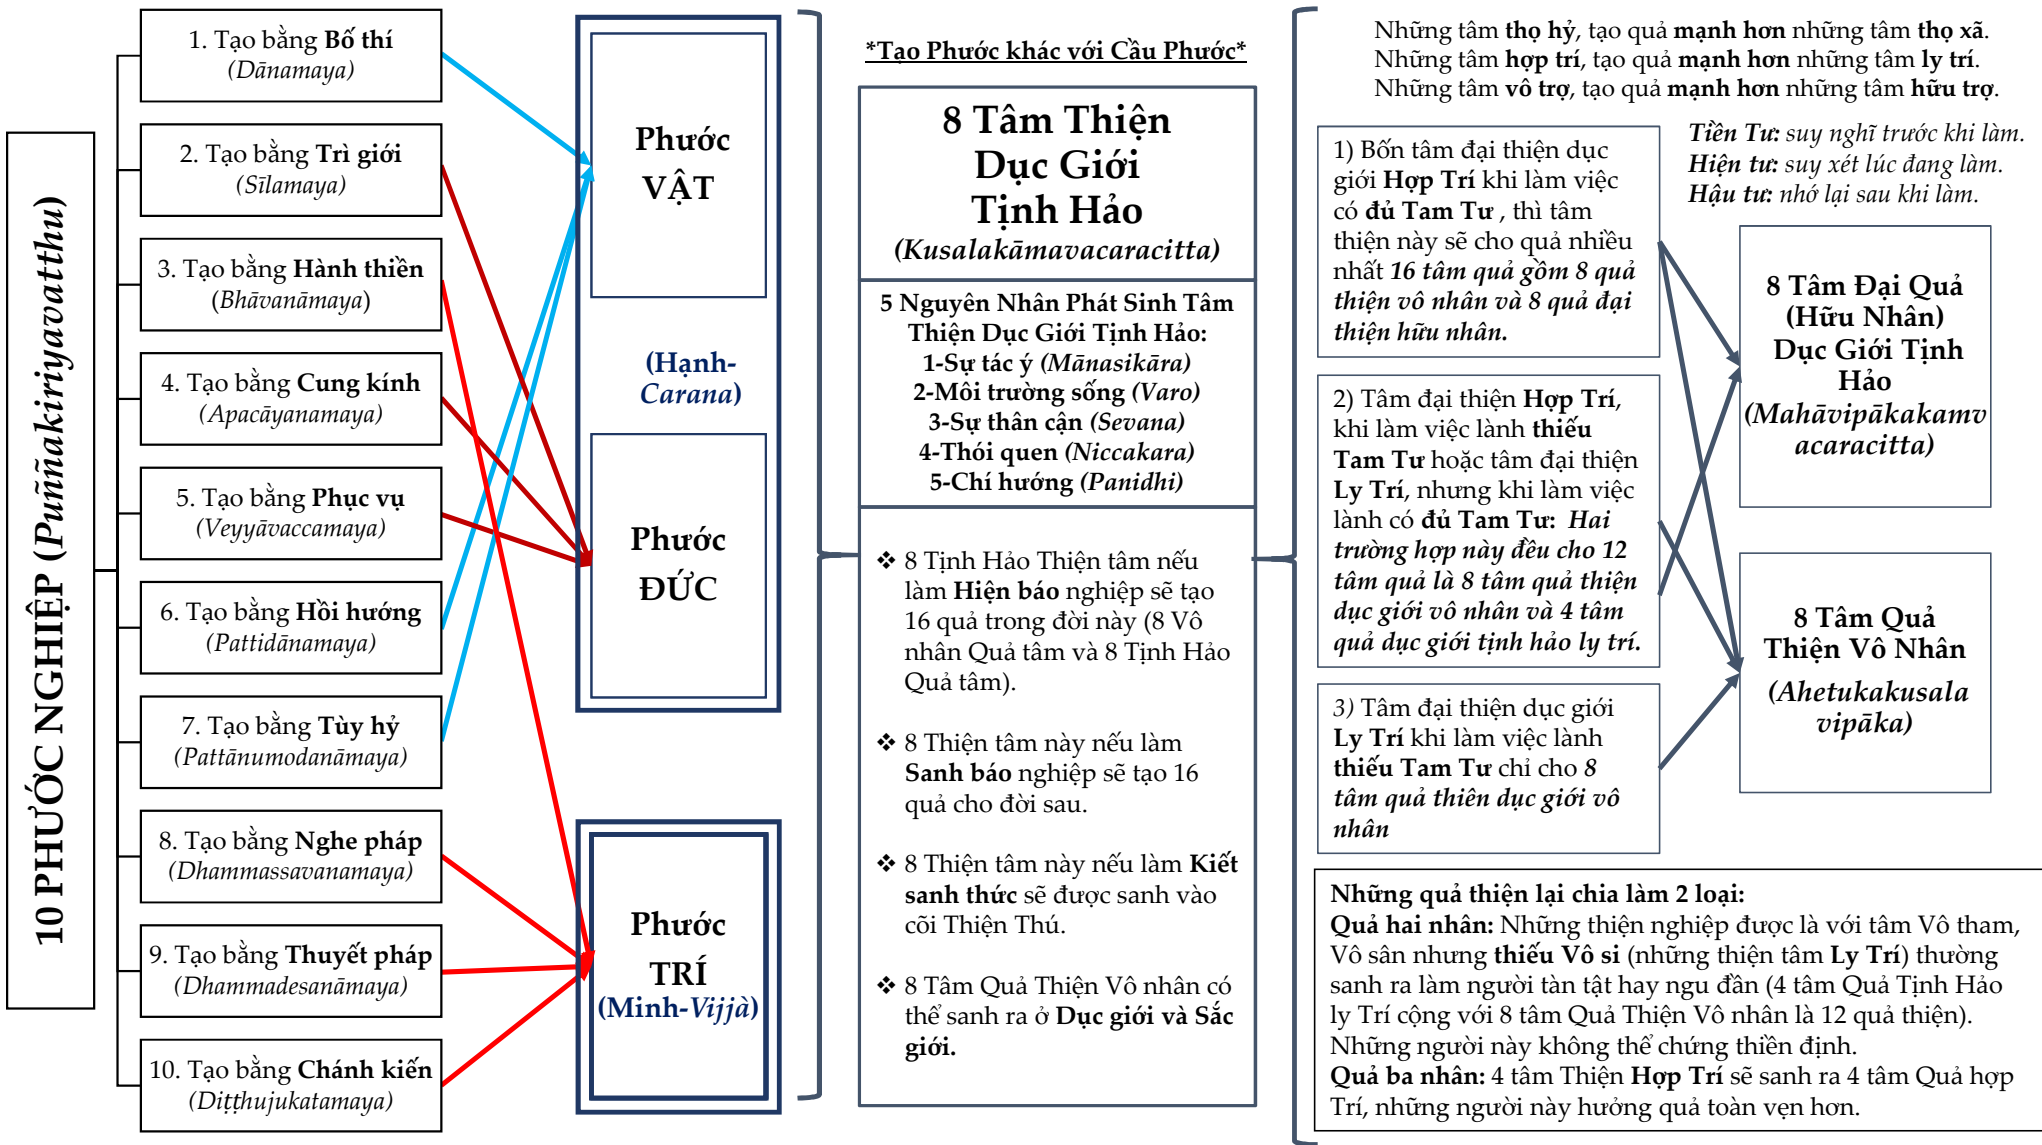 10 PHƯỚC NGHIỆP (Puññakiriyavatthu)
1. Tạo bằng Bố thí
(Dānamaya)
2. Tạo bằng Trì giới
(Sīlamaya)
3. Tạo bằng Hành thiền
(Bhāvanāmaya)
4. Tạo bằng Cung kính
(Apacāyanamaya)
5. Tạo bằng Phục vụ
(Veyyāvaccamaya)
6. Tạo bằng Hồi hướng
(Pattidānamaya)
7. Tạo bằng Tùy hỷ
(Pattānumodanāmaya)
8. Tạo bằng Nghe pháp
(Dhammassavanamaya)
9. Tạo bằng Thuyết pháp
(Dhammadesanāmaya)
10. Tạo bằng Chánh kiến
(Diṭṭhujukatamaya)
Phước
VẬT
(Hạnh-
Carana)
Phước
ĐỨC
Phước
TRÍ
(Minh-Vijjà)
*Tạo Phước khác với Cầu Phước*
8 Tâm Thiện
Dục Giới
Tịnh Hảo
(Kusalakāmavacaracitta)
5 Nguyên Nhân Phát Sinh Tâm
Thiện Dục Giới Tịnh Hảo:
1-Sự tác ý (Mānasikāra)
2-Môi trường sống (Varo)
3-Sự thân cận (Sevana)
4-Thói quen (Niccakara)
5-Chí hướng (Panidhi)
❖ 8 Tịnh Hảo Thiện tâm nếu
làm Hiện báo nghiệp sẽ tạo
16 quả trong đời này (8 Vô
nhân Quả tâm và 8 Tịnh Hảo
Quả tâm).
❖ 8 Thiện tâm này nếu làm
Sanh báo nghiệp sẽ tạo 16
quả cho đời sau.
❖ 8 Thiện tâm này nếu làm Kiết
sanh thức sẽ được sanh vào
cõi Thiện Thú.
❖ 8 Tâm Quả Thiện Vô nhân có
thể sanh ra ở Dục giới và Sắc
giới.
Những tâm thọ hỷ, tạo quả mạnh hơn những tâm thọ xã.
Những tâm hợp trí, tạo quả mạnh hơn những tâm ly trí.
Những tâm vô trợ, tạo quả mạnh hơn những tâm hữu trợ.
Tiền Tư: suy nghĩ trước khi làm.
Hiện tư: suy xét lúc đang làm.
Hậu tư: nhớ lại sau khi làm.
1) Bốn tâm đại thiện dục
giới Hợp Trí khi làm việc
có đủ Tam Tư , thì tâm
thiện này sẽ cho quả nhiều
nhất 16 tâm quả gồm 8 quả
thiện vô nhân và 8 quả đại
thiện hữu nhân.
2) Tâm đại thiện Hợp Trí,
khi làm việc lành thiếu
Tam Tư hoặc tâm đại thiện
Ly Trí, nhưng khi làm việc
lành có đủ Tam Tư: Hai
trường hợp này đều cho 12
tâm quả là 8 tâm quả thiện
dục giới vô nhân và 4 tâm
quả dục giới tịnh hảo ly trí.
3) Tâm đại thiện dục giới
Ly Trí khi làm việc lành
thiếu Tam Tư chỉ cho 8
tâm quả thiên dục giới vô
nhân
8 Tâm Đại Quả
(Hữu Nhân)
Dục Giới Tịnh
Hảo
(Mahāvipākakamv
acaracitta)
8 Tâm Quả
Thiện Vô Nhân
(Ahetukakusala
vipāka)
Những quả thiện lại chia làm 2 loại:
Quả hai nhân: Những thiện nghiệp được là với tâm Vô tham,
Vô sân nhưng thiếu Vô si (những thiện tâm Ly Trí) thường
sanh ra làm người tàn tật hay ngu đần (4 tâm Quả Tịnh Hảo
ly Trí cộng với 8 tâm Quả Thiện Vô nhân là 12 quả thiện).
Những người này không thể chứng thiền định.
Quả ba nhân: 4 tâm Thiện Hợp Trí sẽ sanh ra 4 tâm Quả hợp
Trí, những người này hưởng quả toàn vẹn hơn.